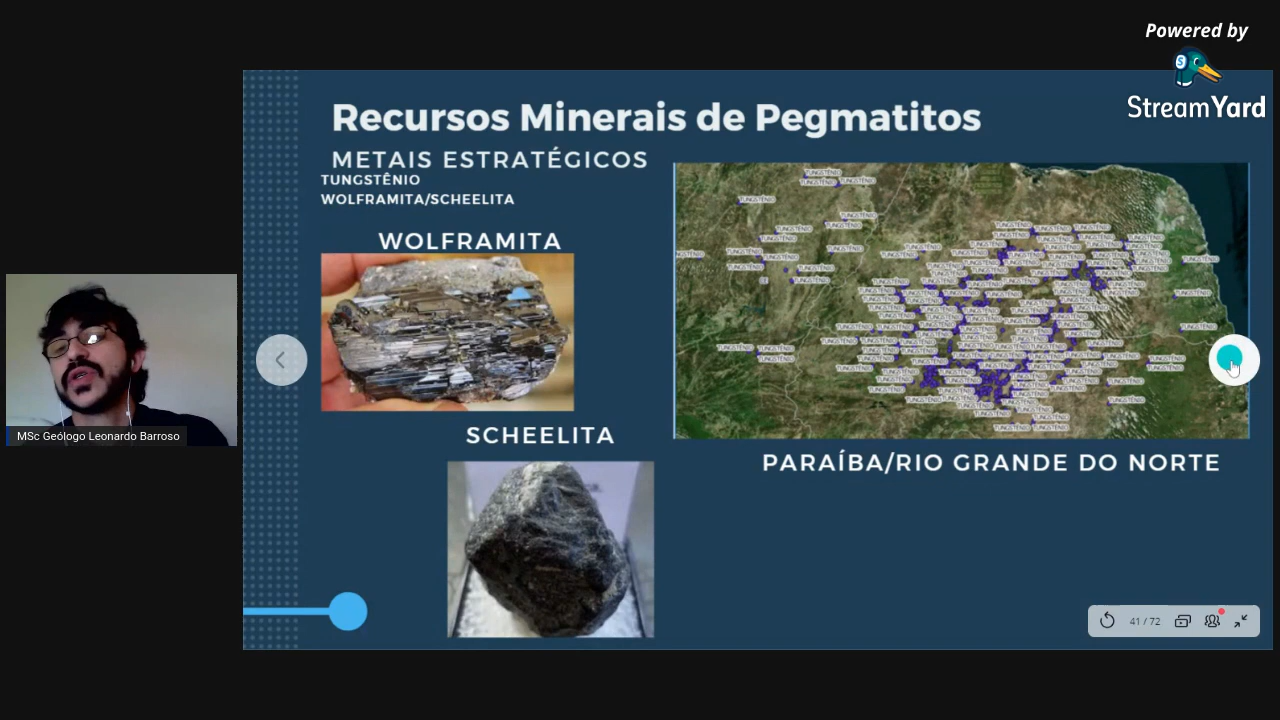 Powered by
StreamYard
Recursos Minerais de Pegmatitos
METAIS ESTRATÉGICOS
TUNGSTÊNIO
WOLFRAMITA/SCHEELITA
WOLFRAMITA
SCHEELITA
PARAÍBA/RIO GRANDE DO NORTE
MSc Geólogo Leonardo Barroso
41 / 72
TUNGSTÊNIO